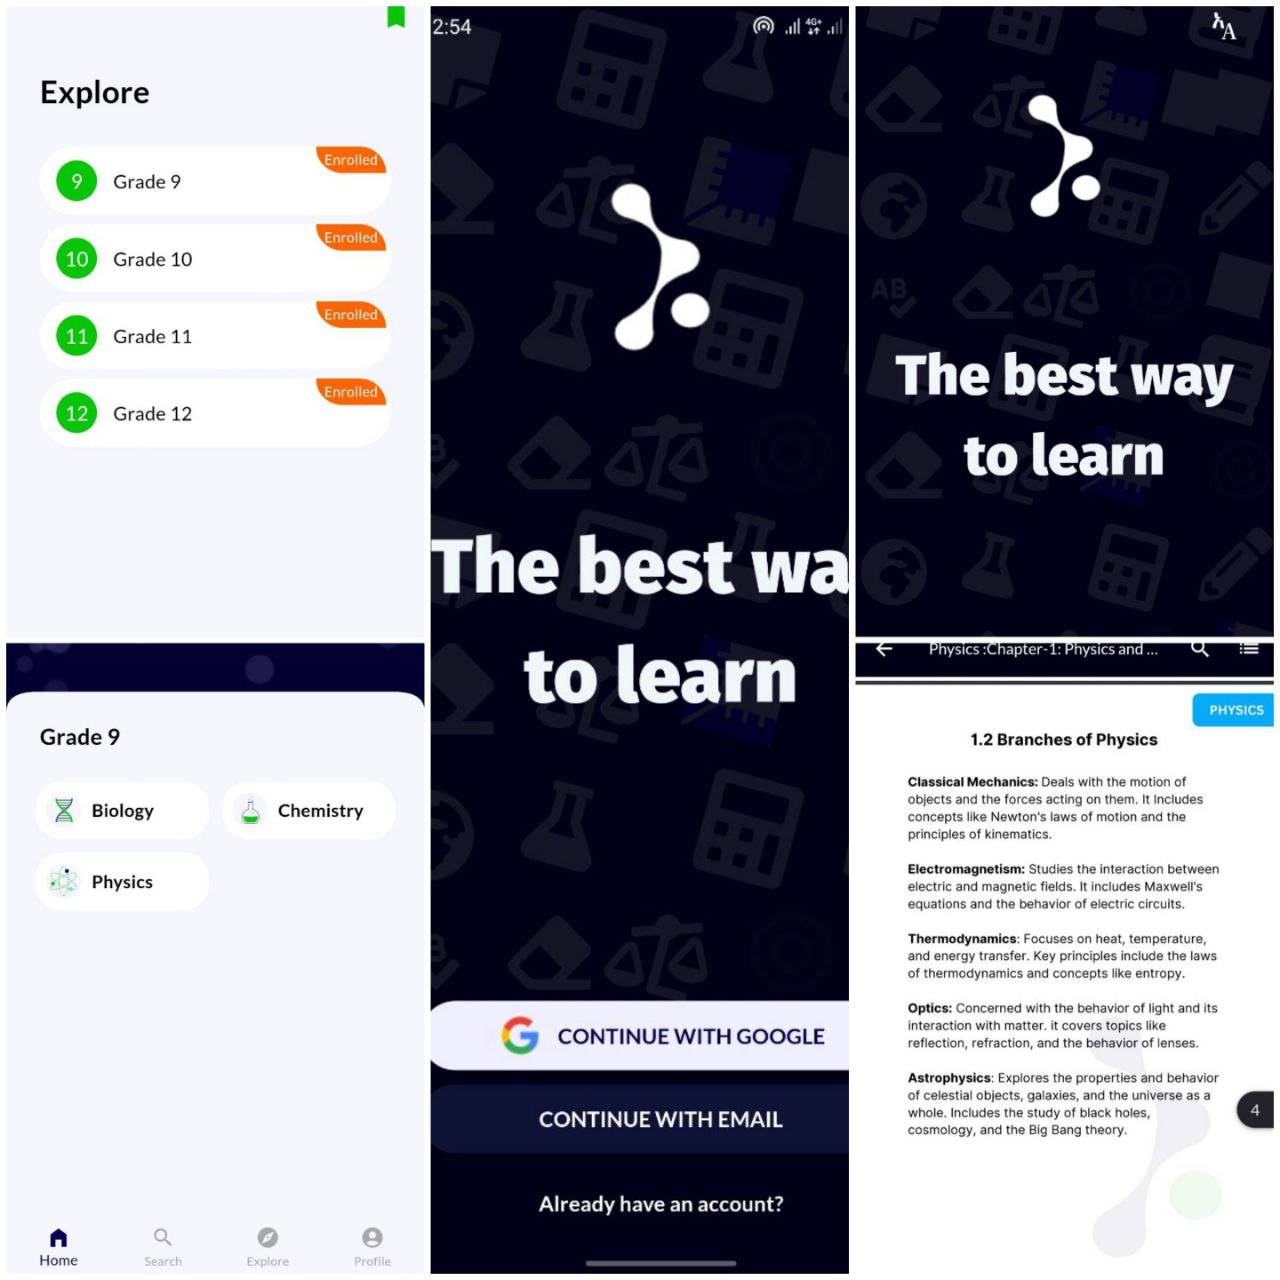 Explore
Enrolled
9
Grade 9
Enrolled
10
Grade 10
Enrolled
11
Grade 11
Enrolled
12
Grade 12
Grade 9
Biology
Chemistry
Physics
Home
Search
Explore
Profile
2:54
4G+
The best wa
to learn
CONTINUE WITH GOOGLE
CONTINUE WITH EMAIL
Already have an account?
አA
AB
The best way
to learn
Physics :Chapter-1: Physics and ...
PHYSICS
1.2 Branches of Physics
Classical Mechanics: Deals with the motion of
objects and the forces acting on them. It Includes
concepts like Newton's laws of motion and the
principles of kinematics.
Electromagnetism: Studies the interaction between
electric and magnetic fields. It includes Maxwell's
equations and the behavior of electric circuits.
Thermodynamics: Focuses on heat, temperature,
and energy transfer. Key principles include the laws
of thermodynamics and concepts like entropy.
Optics: Concerned with the behavior of light and its
interaction with matter. it covers topics like
reflection, refraction, and the behavior of lenses.
Astrophysics: Explores the properties and behavior
of celestial objects, galaxies, and the universe as a
whole. Includes the study of black holes,
cosmology, and the Big Bang theory.
4